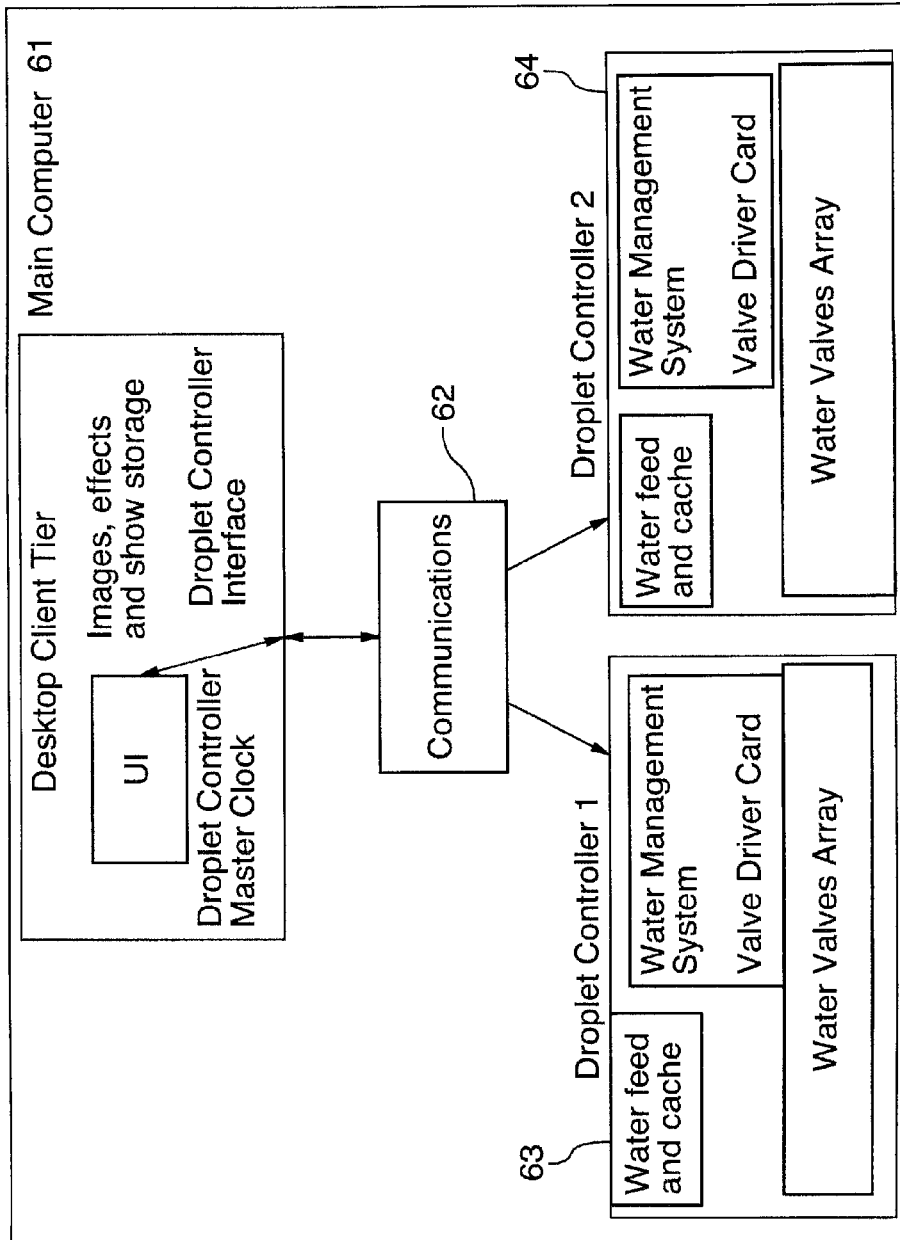 Main Computer 61
Desktop Client Tier
UI
Images, effects
and show storage
Droplet Controller
Master Clock
Droplet Controller
Interface
Communications
62
Droplet Controller 1
63
Water feed
and cache
Water Management
System
Valve Driver Card
Water Valves Array
Droplet Controller 2
64
Water feed
and cache
Water Management
System
Valve Driver Card
Water Valves Array